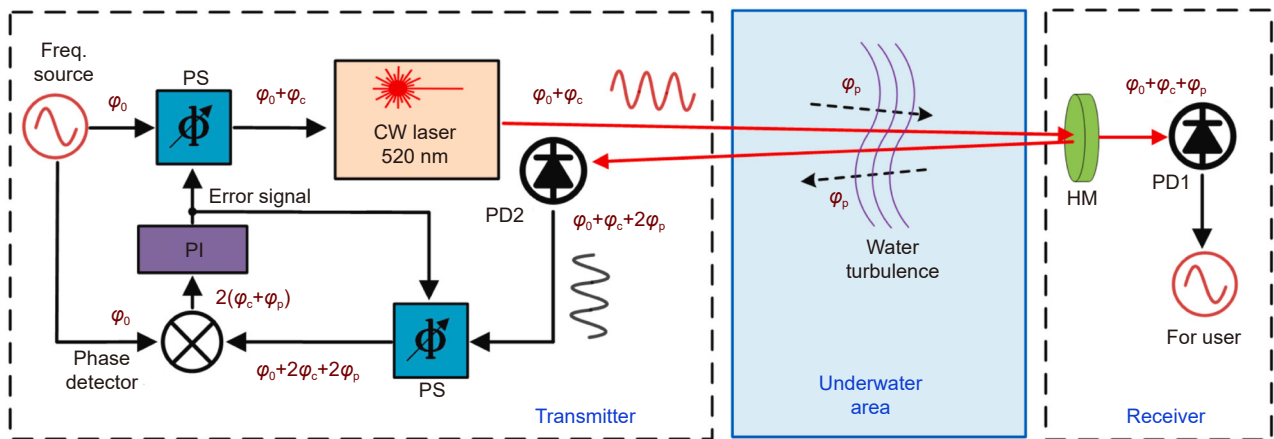 Freq.
source
φ0
PS
φ0+φc
CW laser
520 nm
φ0+φc
φp
φp
Water
turbulence
φ0+φc+φp
HM
PD1
For user
Error signal
PD2
φ0+φc+2φp
PI
2(φc+φp)
φ0
Phase
detector
φ0+2φc+2φp
PS
Transmitter
Underwater
area
Receiver